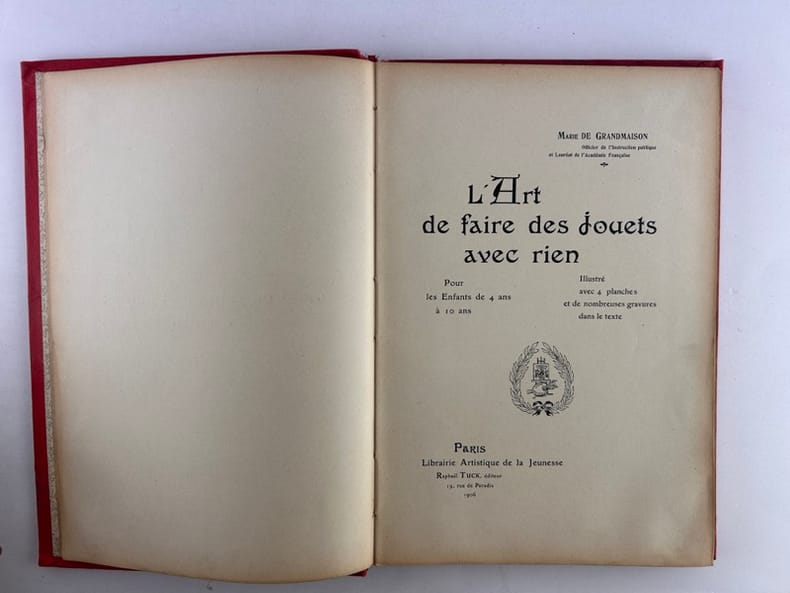 Marie DE GRANDMAISON
Officier de l'Instruction publique
et Lauréat de l'Académie Française
L'Art
de faire des Jouets
avec rien
Pour
les Enfants de 4 ans
à 10 ans
Illustré
avec 4 planches
et de nombreuses gravures
dans le texte
Paris
Librairie Artistique de la Jeunesse
Raphaël Tuck, éditeur
19, rue de Paradis
1906